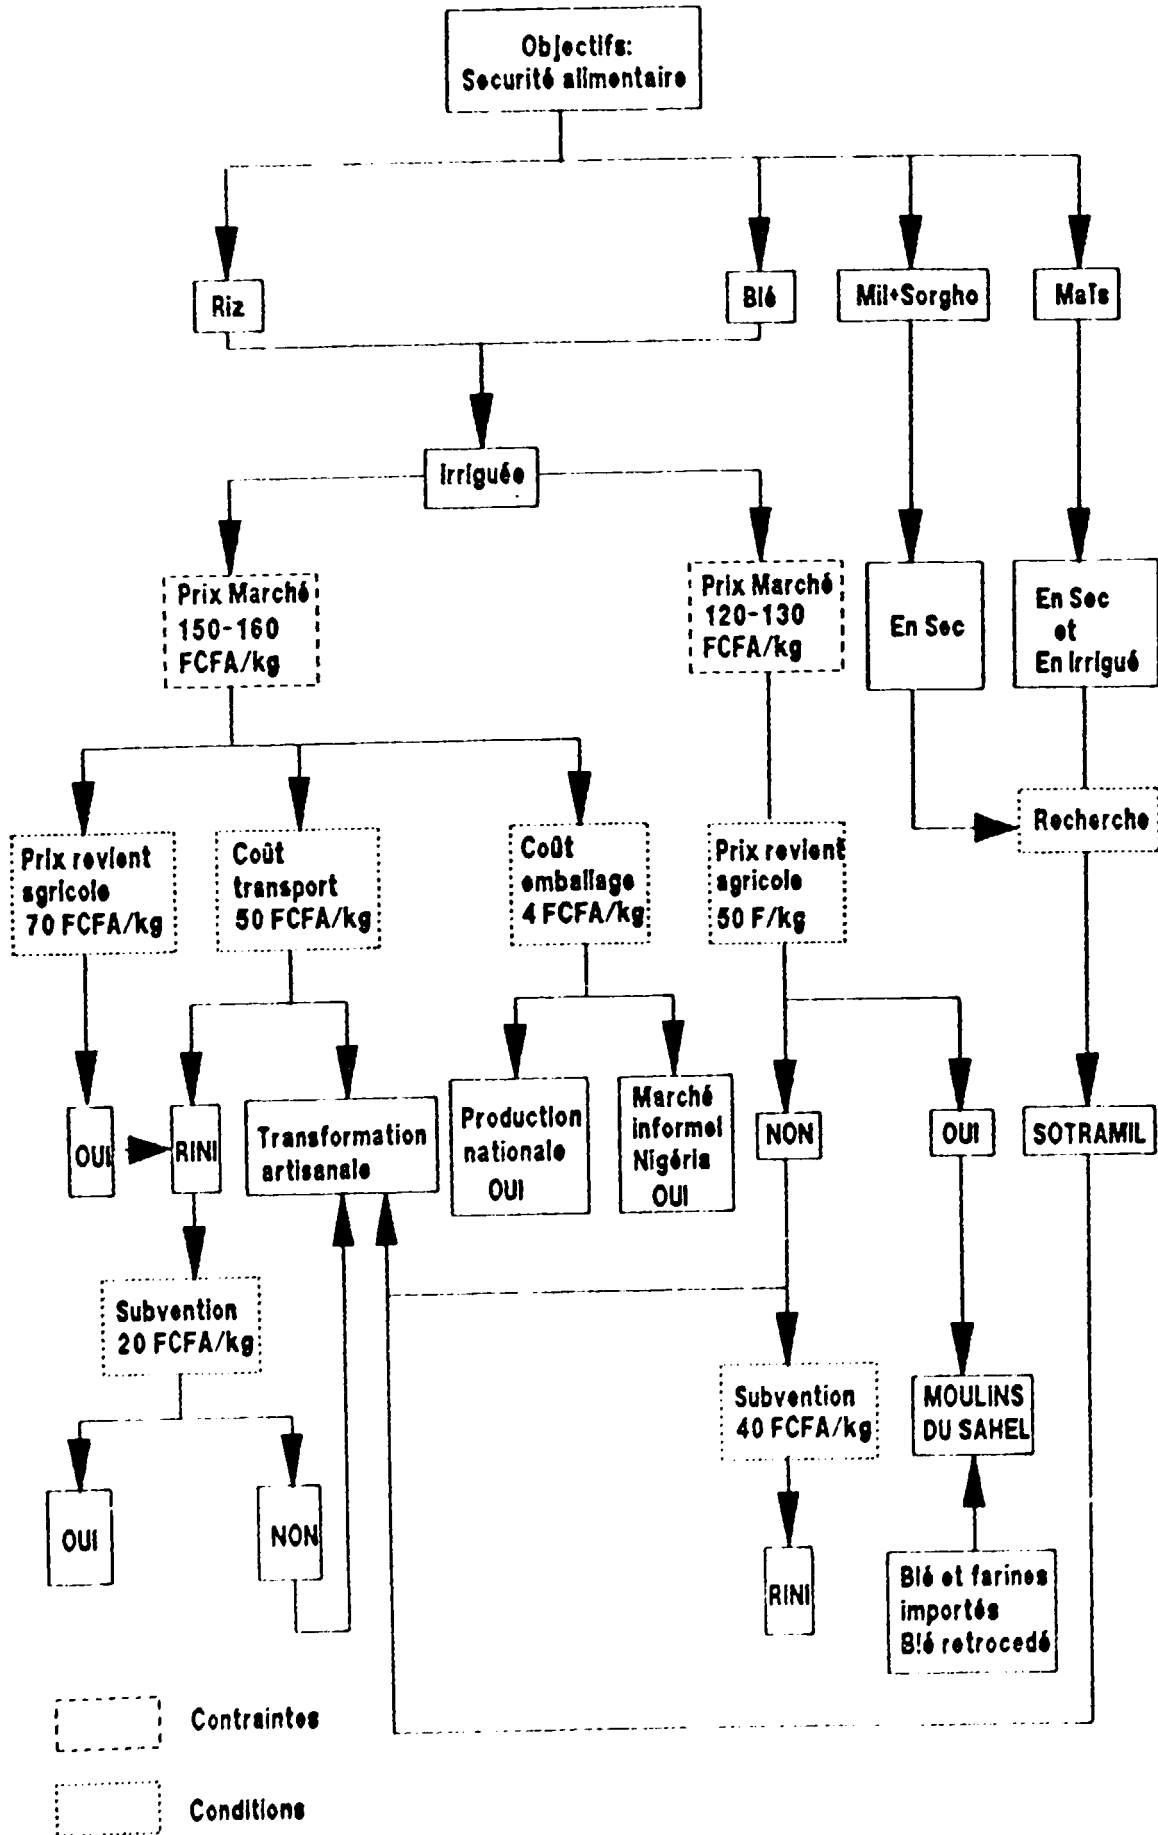 Objectifs:
Securité alimentaire
Riz
Blé
Mil+Sorgho
Maïs
irriguée
Prix Marché
150-160
FCFA/kg
Prix Marché
120-130
FCFA/kg
En Sec
En Sec
et
En irrigué
Recherche
Prix revient
agricole
70 FCFA/kg
Coût
transport
50 FCFA/kg
Coût
emballage
4 FCFA/kg
Prix revient
agricole
50 F/kg
OUI
RINI
Transformation
artisanale
Production
nationale
OUI
Marché
informel
Nigéria
OUI
NON
OUI
SOTRAMIL
Subvention
20 FCFA/kg
Subvention
40 FCFA/kg
MOULINS
DU SAHEL
OUI
NON
RINI
Blé et farines
importés
Blé retrocedé
Contraintes
Conditions